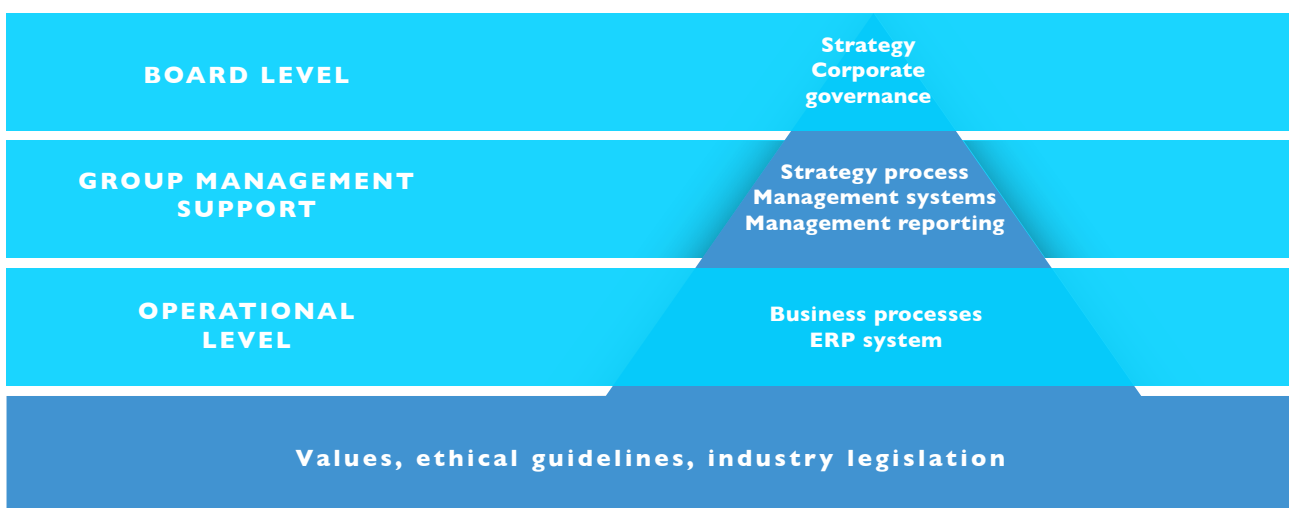 BOARD LEVEL
Strategy
Corporate
governance
GROUP MANAGEMENT
SUPPORT
Strategy process
Management systems
Management reporting
OPERATIONAL
LEVEL
Business processes
ERP system
Values, ethical guidelines, industry legislation